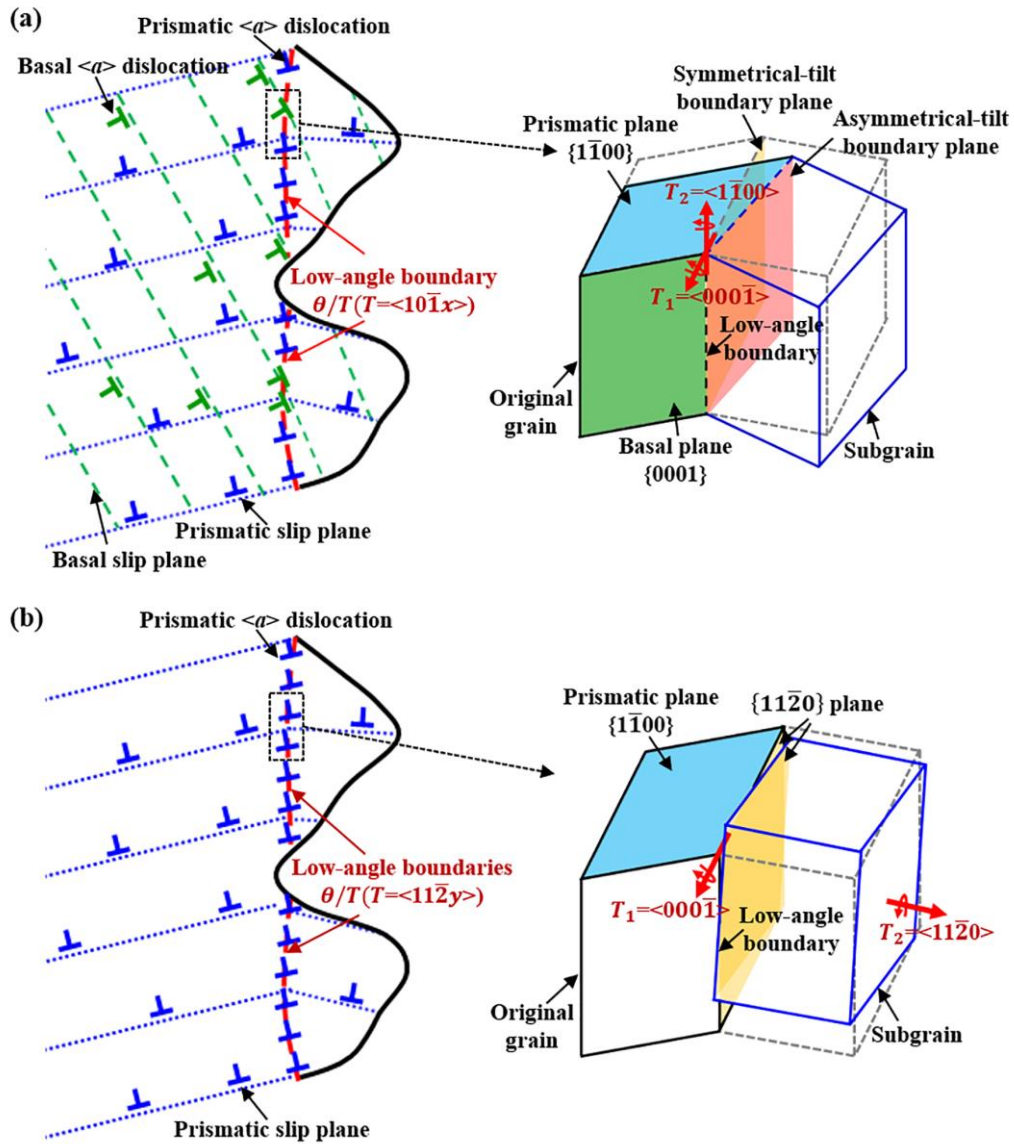 (a)
Prismatic <a> dislocation
Basal <a> dislocation
Symmetrical-tilt
boundary plane
Asymmetrical-tilt
boundary plane
Prismatic plane
{11̄00}
T₂=<11̄00>
Low-angle boundary
θ/T(T=<101̄x>)
T₁=<0001̄>
Low-angle
boundary
Original
grain
Basal plane
{0001}
Subgrain
Prismatic slip plane
Basal slip plane
(b)
Prismatic <a> dislocation
Prismatic plane
{11̄00}
{112̄0} plane
Low-angle boundaries
θ/T(T=<112̄y>)
T₁=<0001̄>
Low-angle
boundary
T₂=<112̄0>
Original
grain
Subgrain
Prismatic slip plane